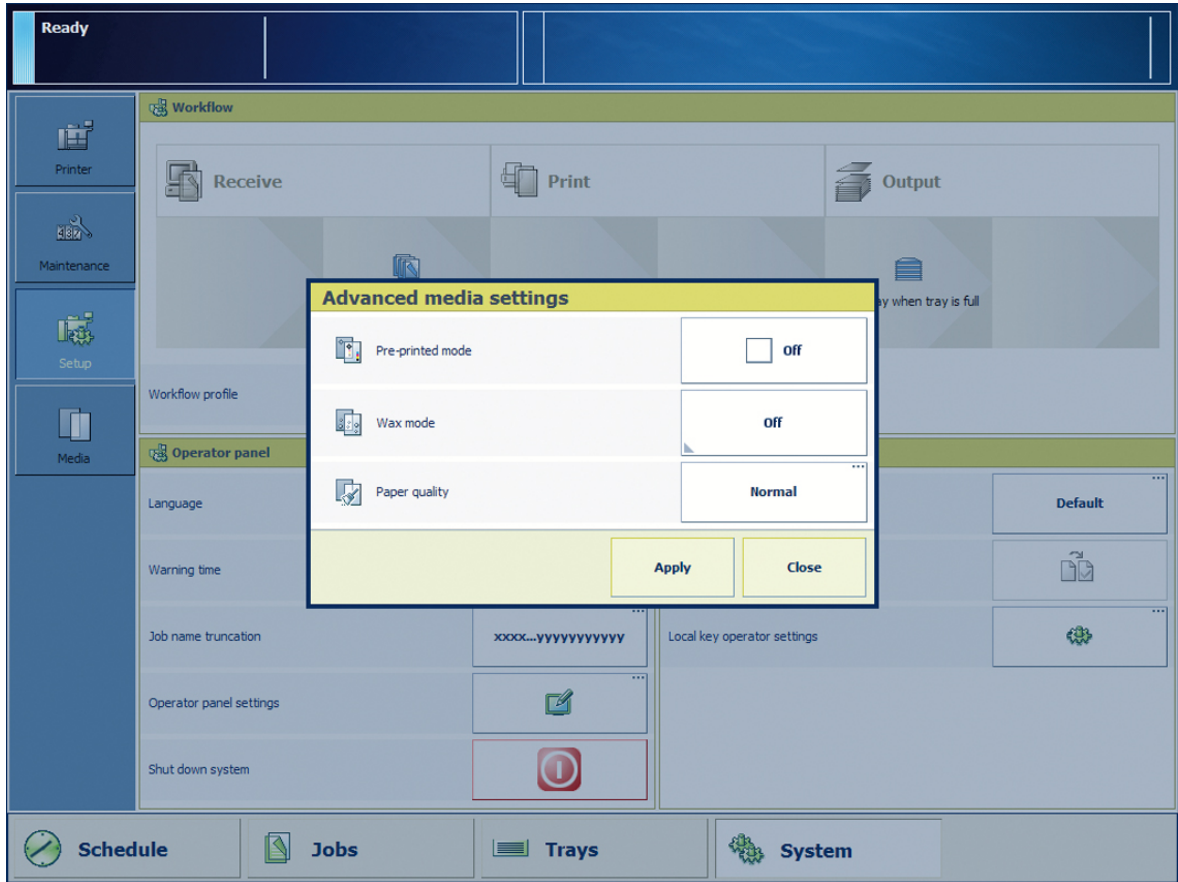 Ready
Printer
Maintenance
Setup
Media
Workflow
Receive
Print
Output
ay when tray is full
Workflow profile
Advanced media settings
Pre-printed mode
Off
Wax mode
Off
Paper quality
Normal
Apply
Close
Operator panel
Language
Default
Warning time
Job name truncation
xxxx...yyyyyyyyyyy
Local key operator settings
Operator panel settings
Shut down system
Schedule
Jobs
Trays
System